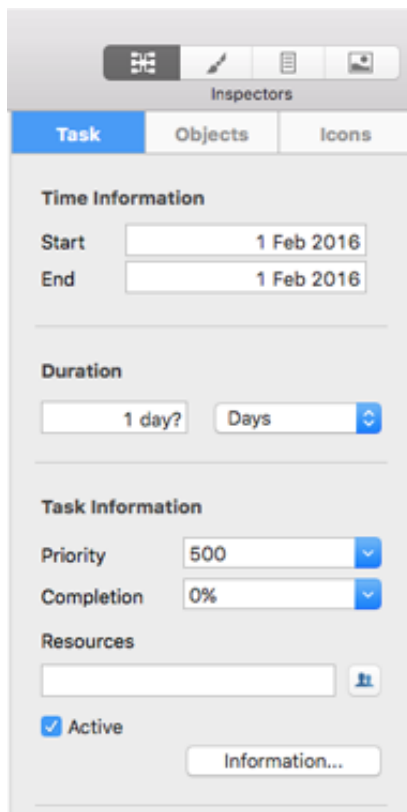 Inspectors
Task Objects Icons
Time Information
Start 1 Feb 2016
End 1 Feb 2016
Duration
1 day? Days
Task Information
Priority 500
Completion 0%
Resources
Active
Information...